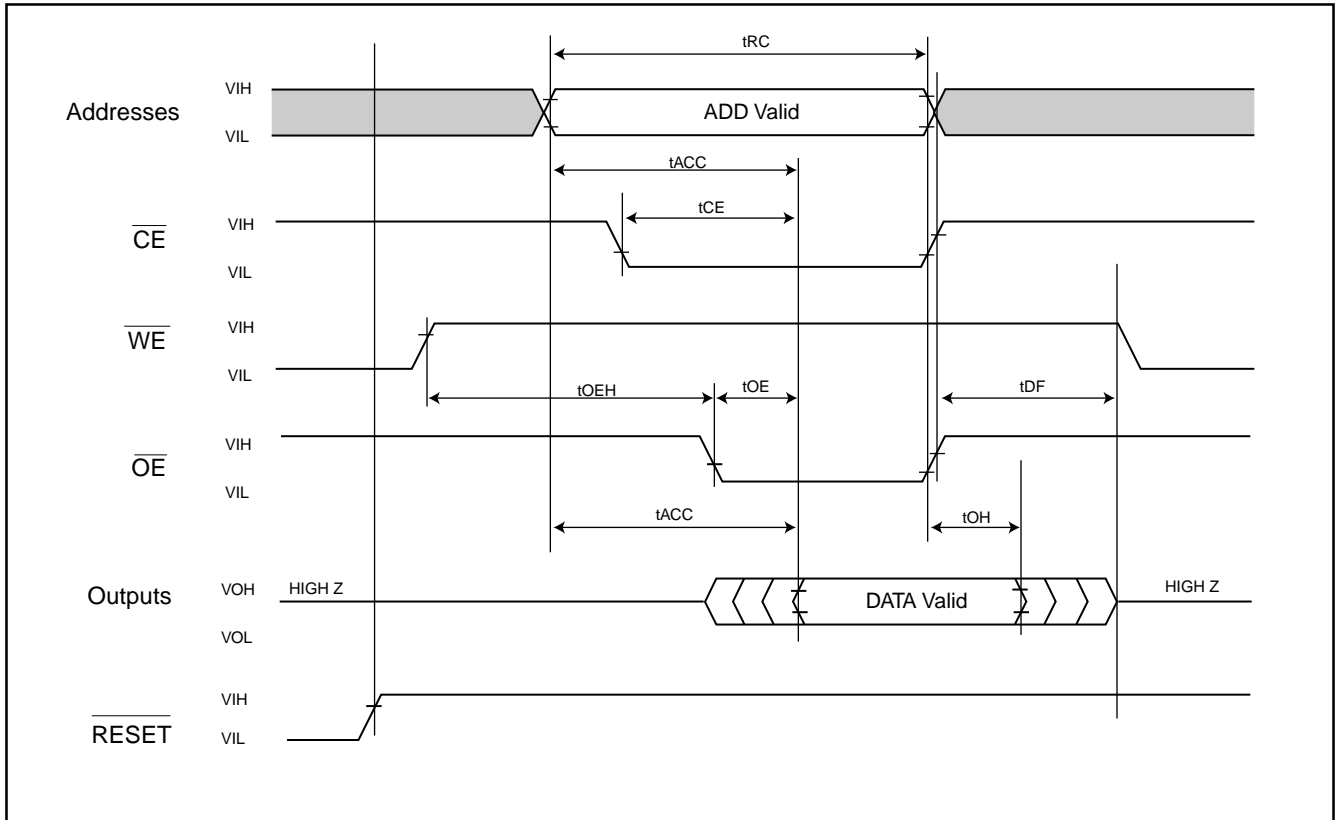 tRC
VIH
Addresses
ADD Valid
VIL
tACC
tCE
VIH
CE
VIL
VIH
WE
VIL
tOEH
tOE
tDF
VIH
OE
VIL
tACC
tOH
Outputs
VOH
HIGH Z
DATA Valid
HIGH Z
VOL
VIH
RESET
VIL